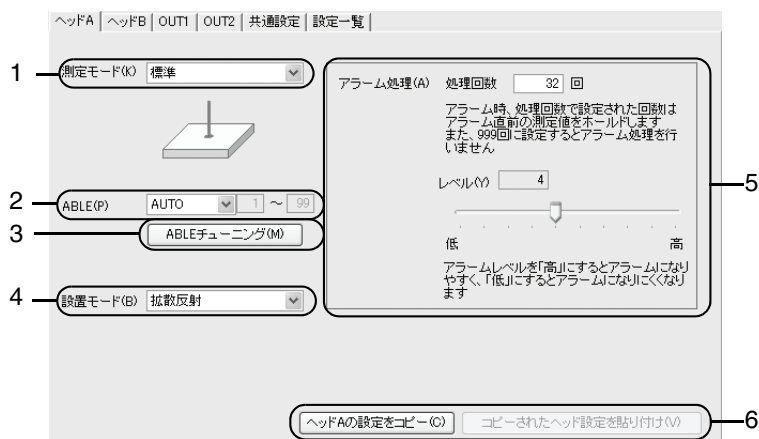 ヘッドA ヘッドB OUT1 OUT2 共通設定 設定一覧
1 測定モード(K) 標準
アラーム処理(A) 処理回数 32 回
アラーム時、処理回数で設定された回数は
アラーム直前の測定値をホールドします
また、999回に設定するとアラーム処理を行
いません
レベル(Y) 4
5
2 ABLE(P) AUTO 1 ~ 99
3 ABLEチューニング(M)
低 高
アラームレベルを「高」にするとアラームになり
やすく、「低」にするとアラームになりにくくなり
ます
4 設置モード(B) 拡散反射
ヘッドAの設定をコピー(C) コピーされたヘッド設定を貼り付け(V) 6